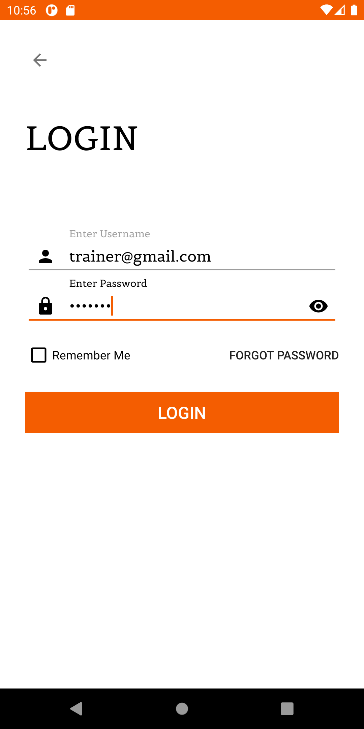 10:56
LOGIN
Enter Username
trainer@gmail.com
Enter Password
•••••••
Remember Me
FORGOT PASSWORD
LOGIN